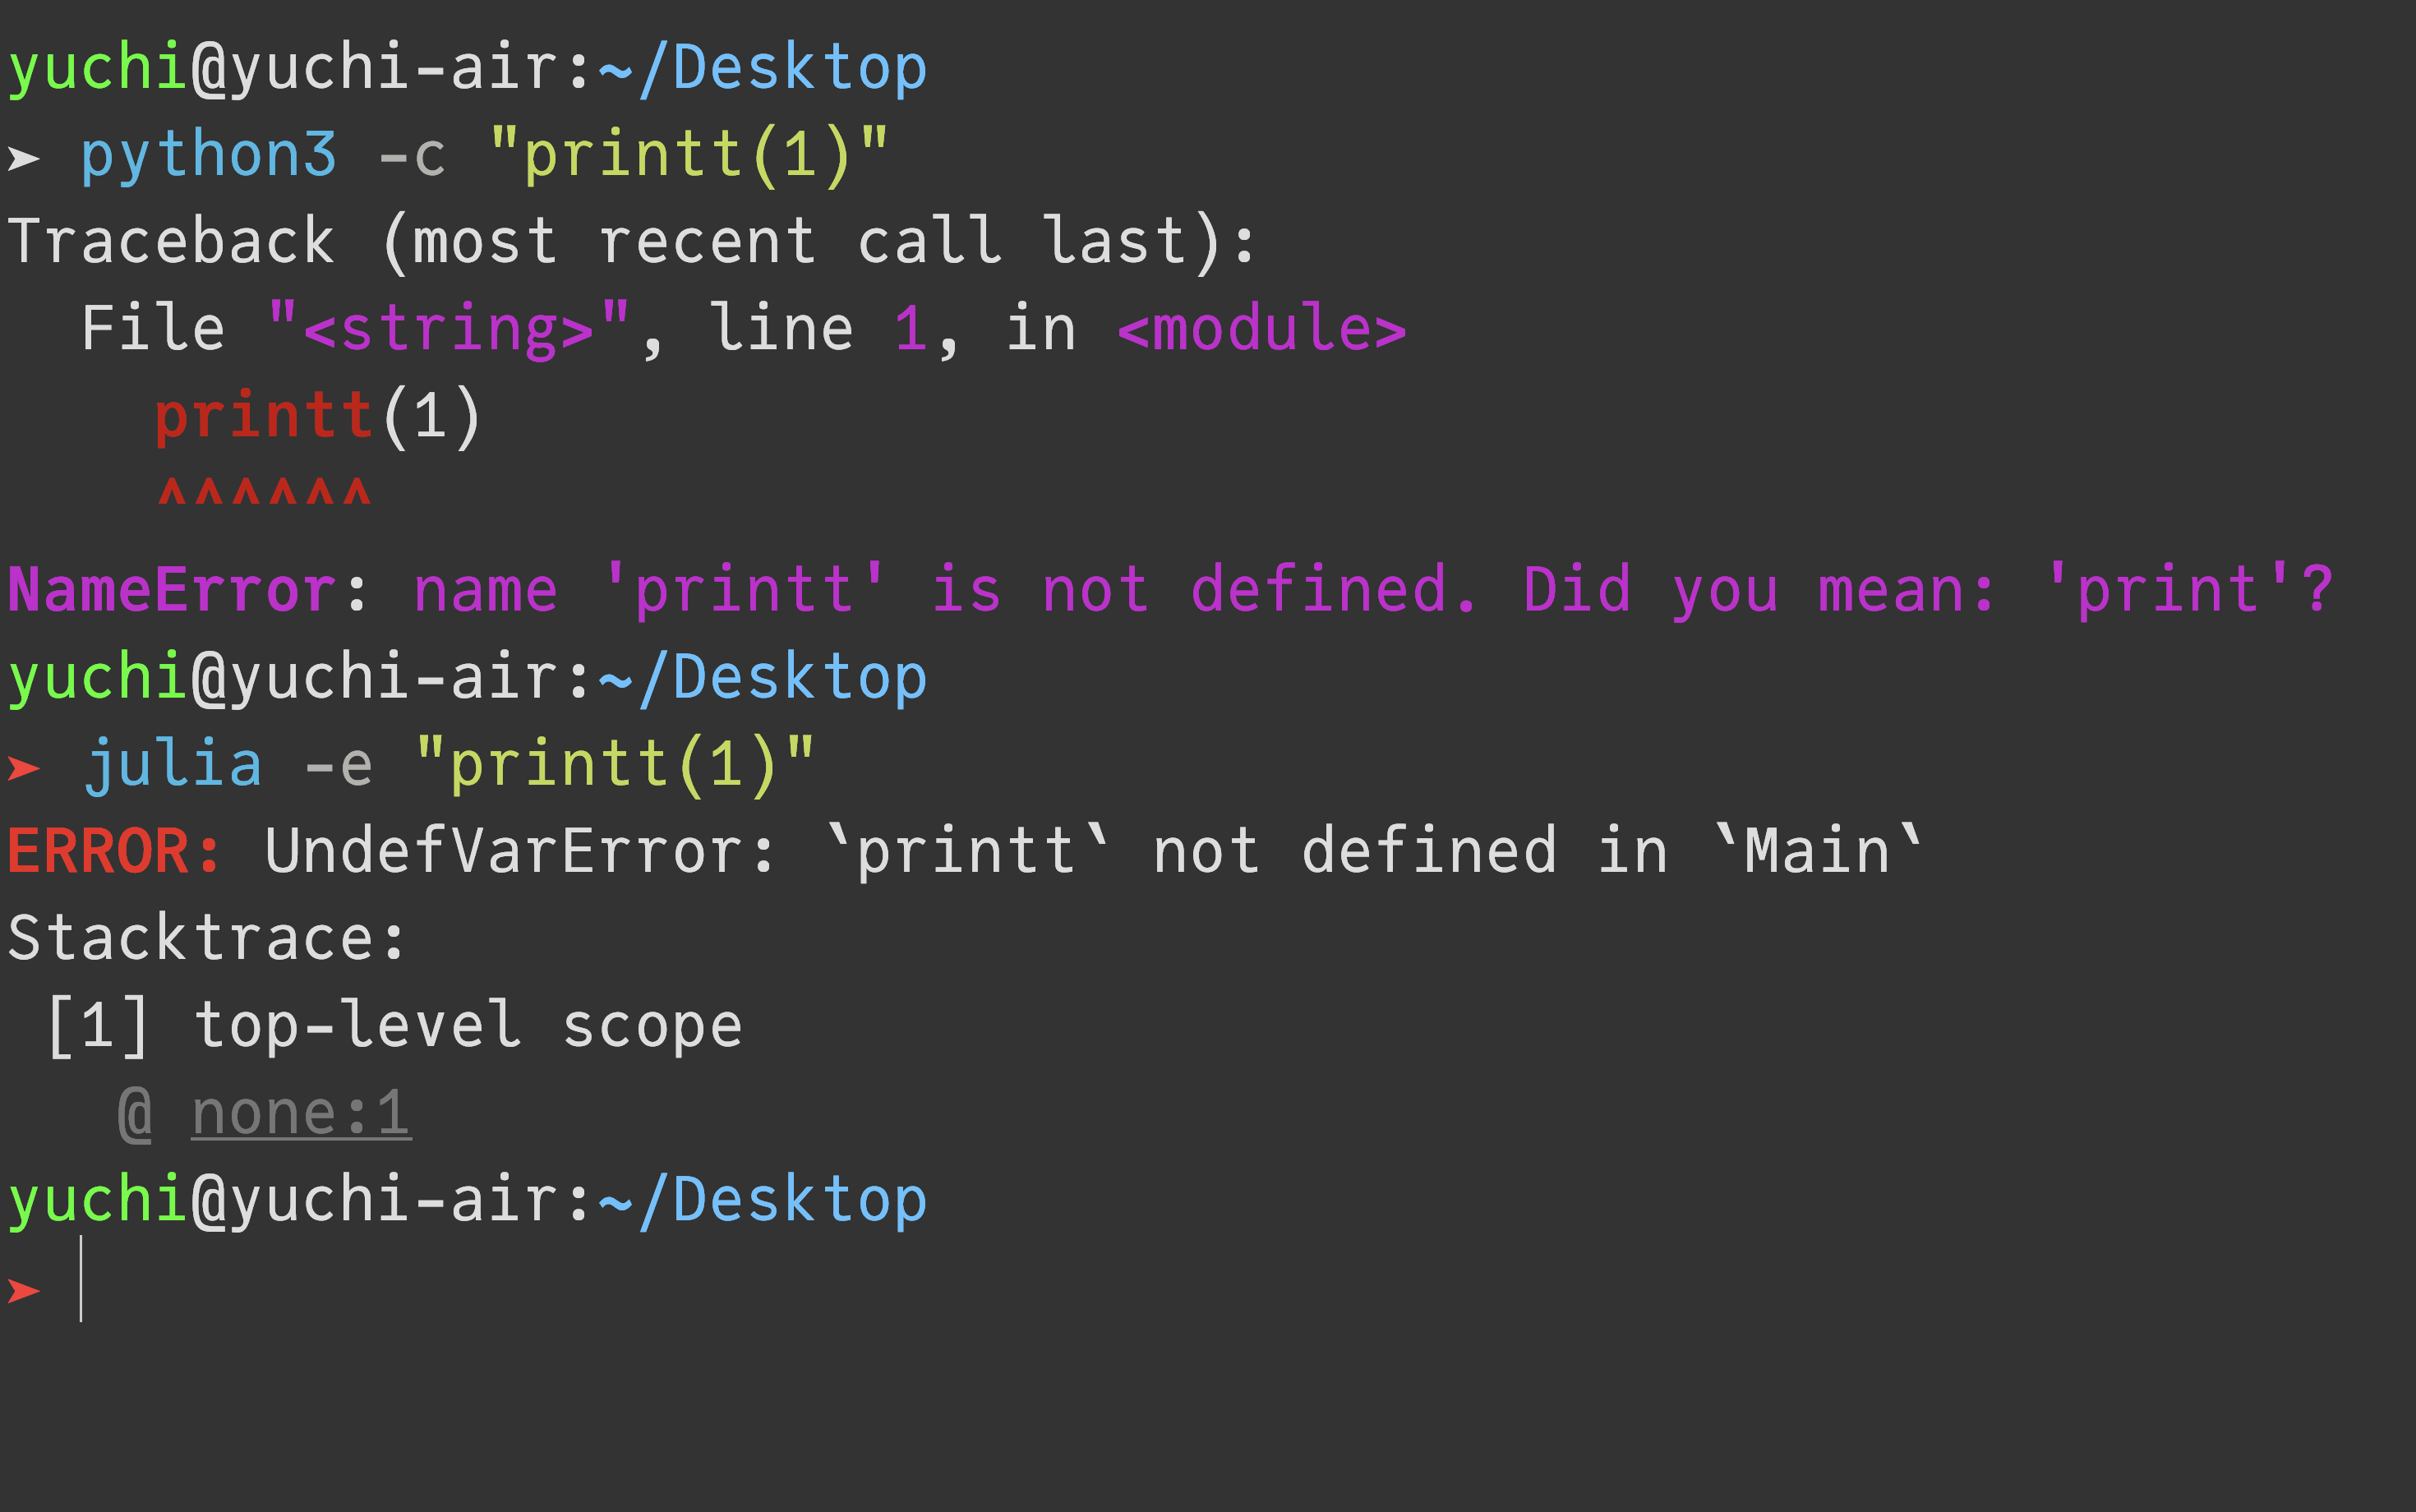 yuchi@yuchi-air:~/Desktop
➤ python3 -c "printt(1)"
Traceback (most recent call last):
  File "<string>", line 1, in <module>
    printt(1)
    ^^^^^^
NameError: name 'printt' is not defined. Did you mean: 'print'?
yuchi@yuchi-air:~/Desktop
➤ julia -e "printt(1)"
ERROR: UndefVarError: `printt` not defined in `Main`
Stacktrace:
 [1] top-level scope
   @ none:1
yuchi@yuchi-air:~/Desktop
➤